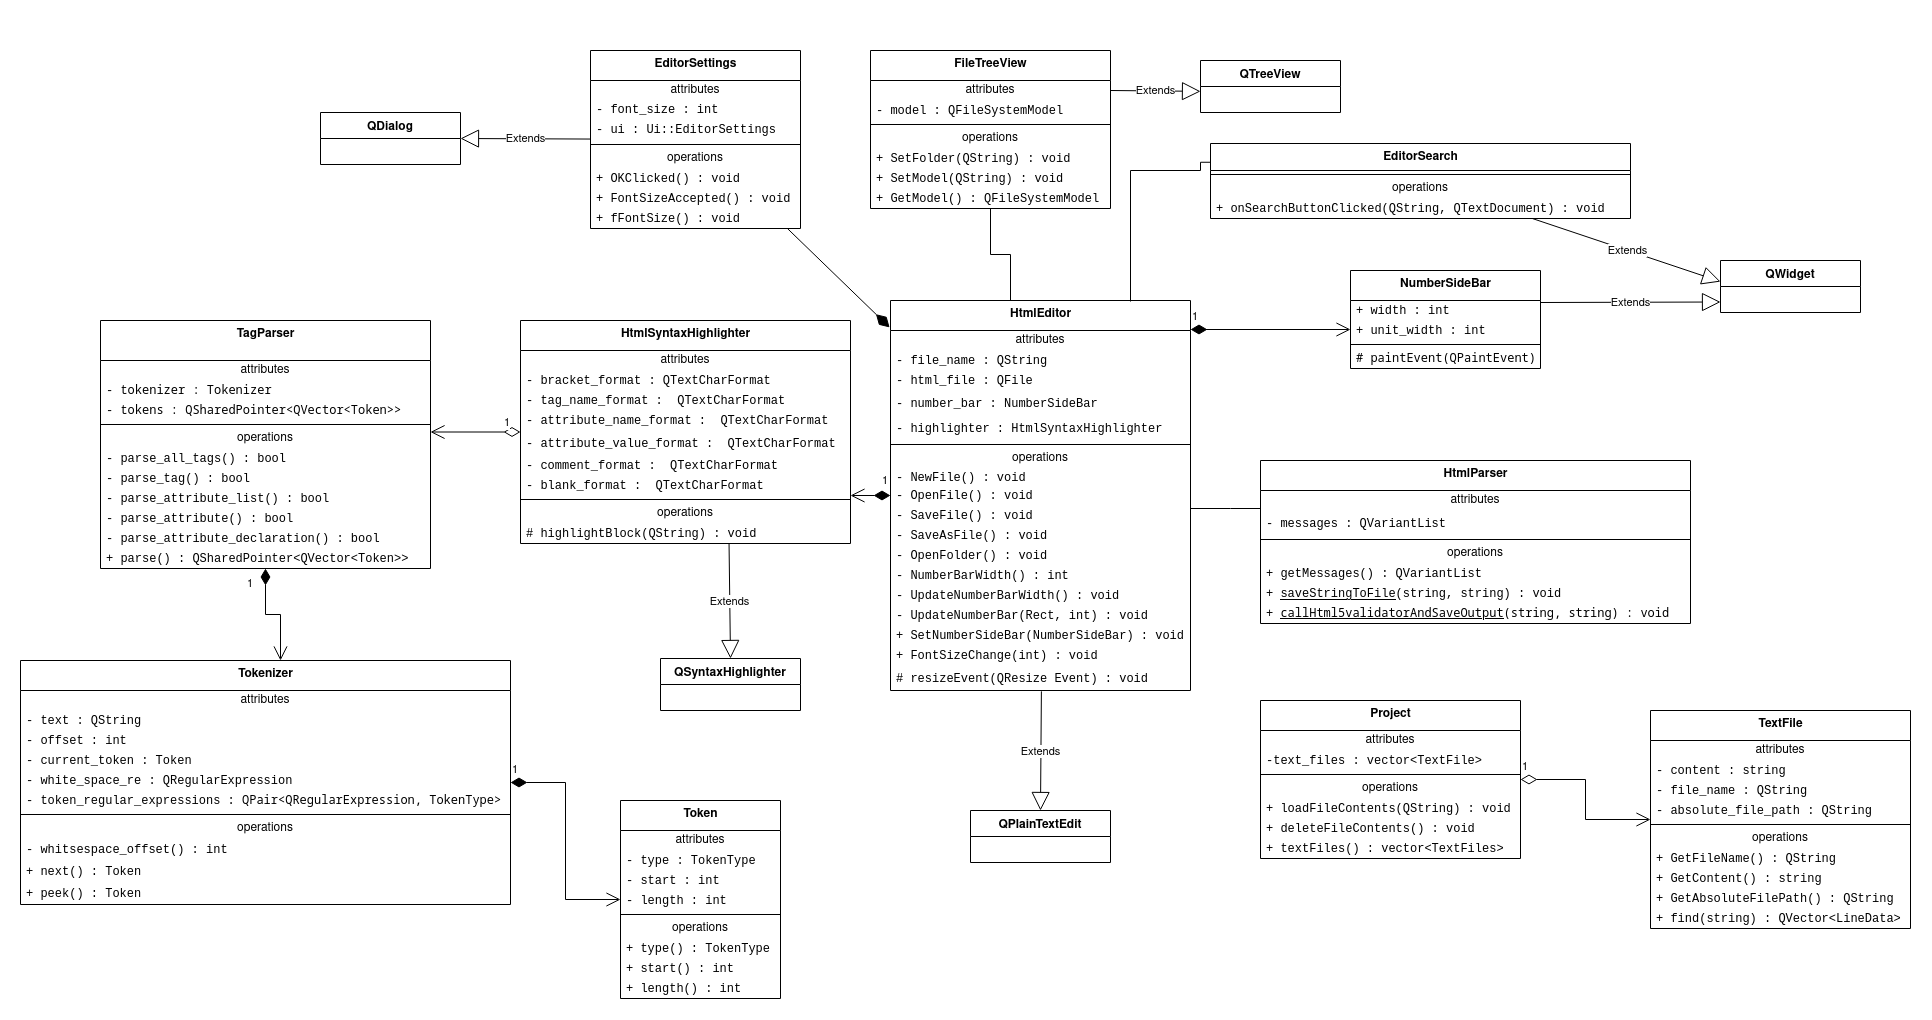 EditorSettings
attributes
- font_size : int
- ui : Ui::EditorSettings
operations
+ OKClicked() : void
+ FontSizeAccepted() : void
+ fFontSize() : void
FileTreeView
attributes
- model : QFileSystemModel
operations
+ SetFolder(QString) : void
+ SetModel(QString) : void
+ GetModel() : QFileSystemModel
Extends
QTreeView
QDialog
Extends
EditorSearch
operations
+ onSearchButtonClicked(QString, QTextDocument) : void
Extends
QWidget
NumberSideBar
+ width : int
+ unit_width : int
# paintEvent(QPaintEvent)
Extends
TagParser
attributes
- tokenizer : Tokenizer
- tokens : QSharedPointer<QVector<Token>>
operations
- parse_all_tags() : bool
- parse_tag() : bool
- parse_attribute_list() : bool
- parse_attribute() : bool
- parse_attribute_declaration() : bool
+ parse() : QSharedPointer<QVector<Token>>
1
HtmlSyntaxHighlighter
attributes
- bracket_format : QTextCharFormat
- tag_name_format :  QTextCharFormat
- attribute_name_format :  QTextCharFormat
- attribute_value_format :  QTextCharFormat
- comment_format :  QTextCharFormat
- blank_format :  QTextCharFormat
operations
# highlightBlock(QString) : void
1
1
HtmlEditor
attributes
- file_name : QString
- html_file : QFile
- number_bar : NumberSideBar
- highlighter : HtmlSyntaxHighlighter
operations
- NewFile() : void
- OpenFile() : void
- SaveFile() : void
- SaveAsFile() : void
- OpenFolder() : void
- NumberBarWidth() : int
- UpdateNumberBarWidth() : void
- UpdateNumberBar(Rect, int) : void
+ SetNumberSideBar(NumberSideBar) : void
+ FontSizeChange(int) : void
# resizeEvent(QResize Event) : void
1
HtmlParser
attributes
- messages : QVariantList
operations
+ getMessages() : QVariantList
+ saveStringToFile(string, string) : void
+ callHtml5validatorAndSaveOutput(string, string) : void
Extends
QSyntaxHighlighter
Extends
QPlainTextEdit
Tokenizer
attributes
- text : QString
- offset : int
- current_token : Token
- white_space_re : QRegularExpression
- token_regular_expressions : QPair<QRegularExpression, TokenType>
operations
- whitsespace_offset() : int
+ next() : Token
+ peek() : Token
1
Token
attributes
- type : TokenType
- start : int
- length : int
operations
+ type() : TokenType
+ start() : int
+ length() : int
Project
attributes
-text_files : vector<TextFile>
operations
+ loadFileContents(QString) : void
+ deleteFileContents() : void
+ textFiles() : vector<TextFiles>
1
TextFile
attributes
- content : string
- file_name : QString
- absolute_file_path : QString
operations
+ GetFileName() : QString
+ GetContent() : string
+ GetAbsoluteFilePath() : QString
+ find(string) : QVector<LineData>